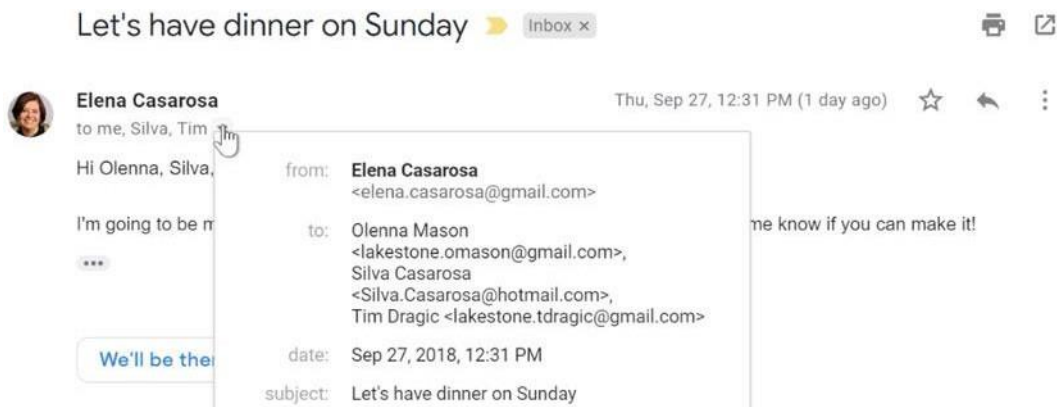 Let's have dinner on Sunday Inbox ×
Elena Casarosa Thu, Sep 27, 12:31 PM (1 day ago)
to me, Silva, Tim
Hi Olenna, Silva,
from: Elena Casarosa
<elena.casarosa@gmail.com>
I'm going to be me know if you can make it!
to: Olenna Mason
<lakestone.omason@gmail.com>,
Silva Casarosa
<Silva.Casarosa@hotmail.com>,
Tim Dragic <lakestone.tdragic@gmail.com>
We'll be
date: Sep 27, 2018, 12:31 PM
subject: Let's have dinner on Sunday